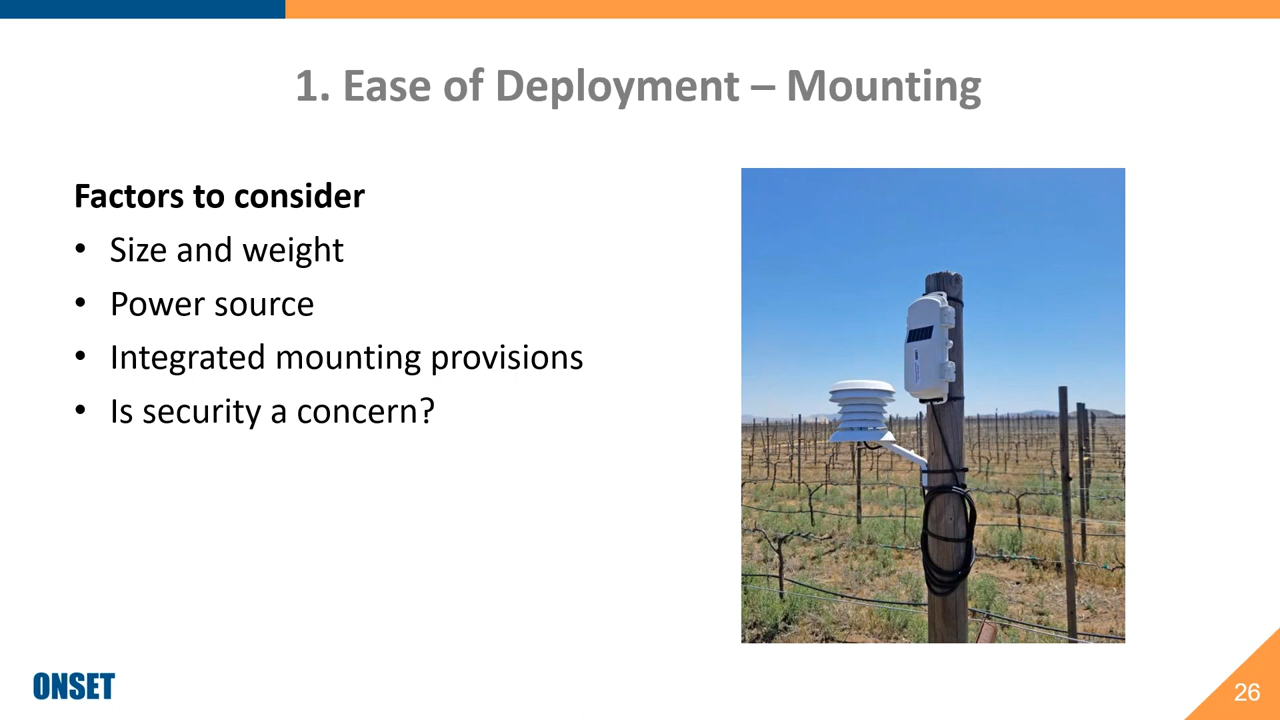 1. Ease of Deployment – Mounting
Factors to consider
• Size and weight
• Power source
• Integrated mounting provisions
• Is security a concern?
ONSET
26